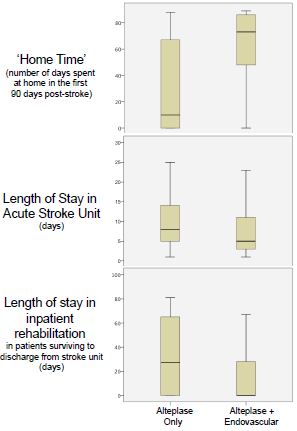 ‘Home Time’
(number of days spent
at home in the first
90 days post-stroke)
80
60
40
20
0
Length of Stay in
Acute Stroke Unit
(days)
35
30
25
20
15
10
5
0
Length of stay in
inpatient
rehabilitation
in patients surviving to
discharge from stroke unit
(days)
100
80
60
40
20
0
Alteplase
Only
Alteplase +
Endovascular